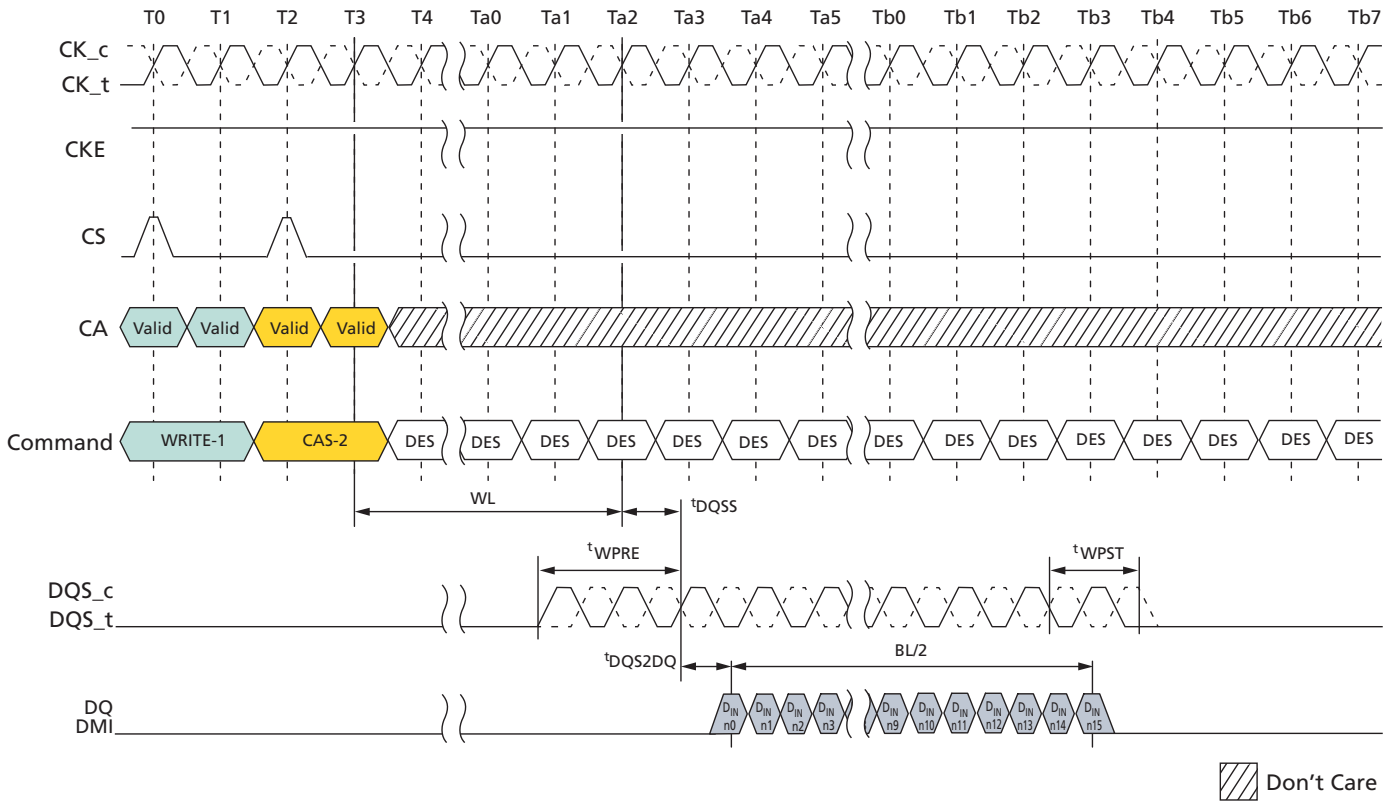 T0 T1 T2 T3 T4 Ta0 Ta1 Ta2 Ta3 Ta4 Ta5 Tb0 Tb1 Tb2 Tb3 Tb4 Tb5 Tb6 Tb7
CK_c
CK_t
CKE
CS
CA Valid Valid Valid Valid
Command WRITE-1 CAS-2 DES DES DES DES DES DES DES DES DES DES DES DES DES DES DES
WL tDQSS
tWPRE tWPST
DQS_c
DQS_t
tDQS2DQ BL/2
DQ
DMI
DIN n0 DIN n1 DIN n2 DIN n3 DIN n9 DIN n10 DIN n11 DIN n12 DIN n13 DIN n14 DIN n15
Don't Care